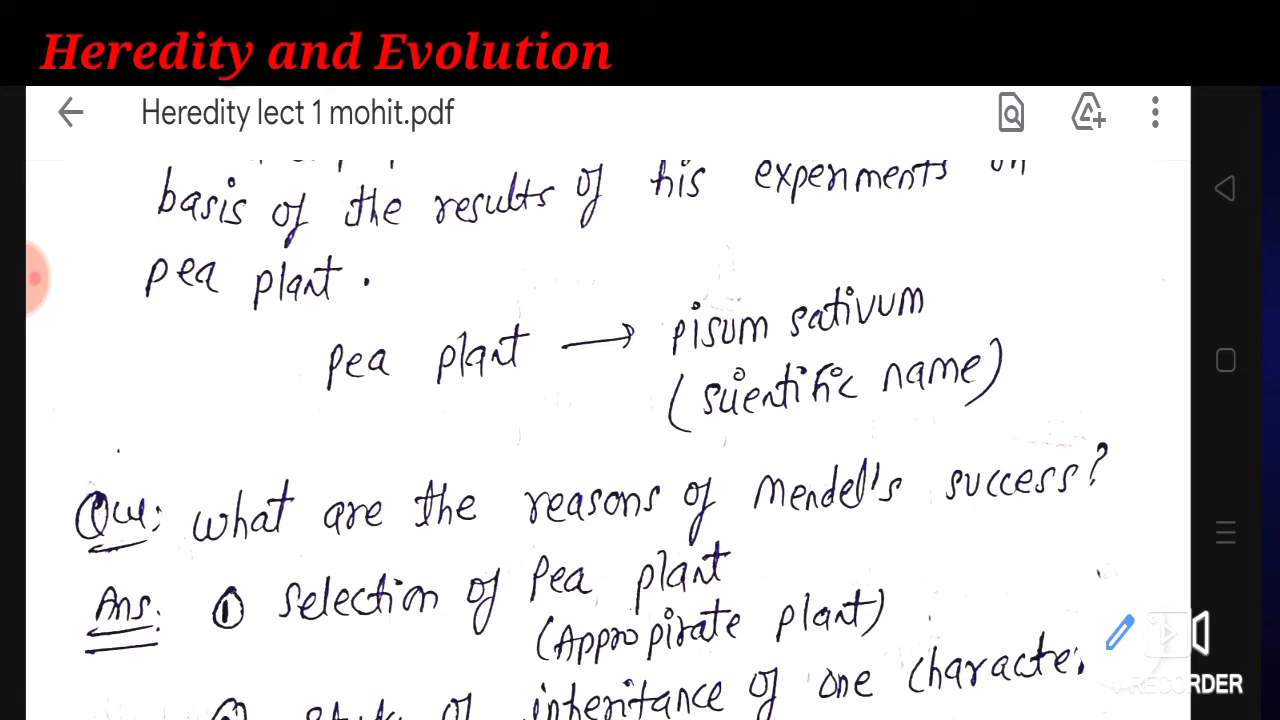 Heredity and Evolution
Heredity lect 1 mohit.pdf
basis of the results of his experiments on
pea plant.
pea plant → pisum sativum
(scientific name)
Que: What are the reasons of Mendel's success?
Ans: ① Selection of Pea plant
(Appropirate plant)
inheritance of one character
RECORDER